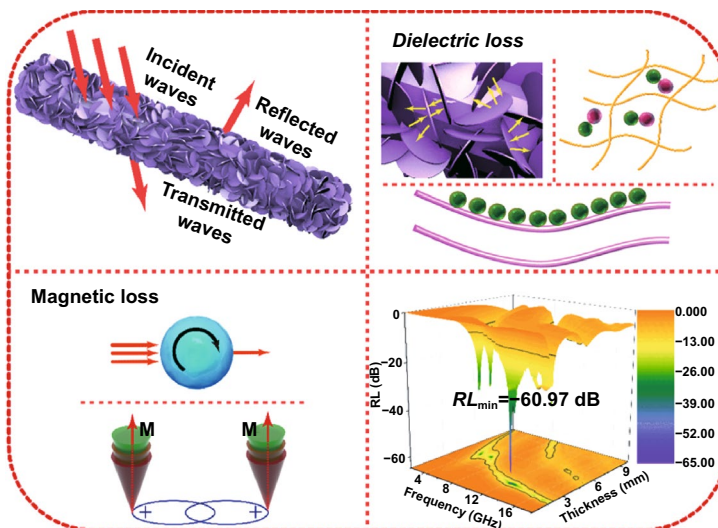 Incident
waves
Reflected
waves
Transmitted
waves
Dielectric loss
Magnetic loss
M
M
+
+
0
−20
−40
−60
RL (dB)
RLmin=−60.97 dB
4
8
12
16
Frequency (GHz)
3
6
9
Thickness (mm)
0.000
−13.00
−26.00
−39.00
−52.00
−65.00